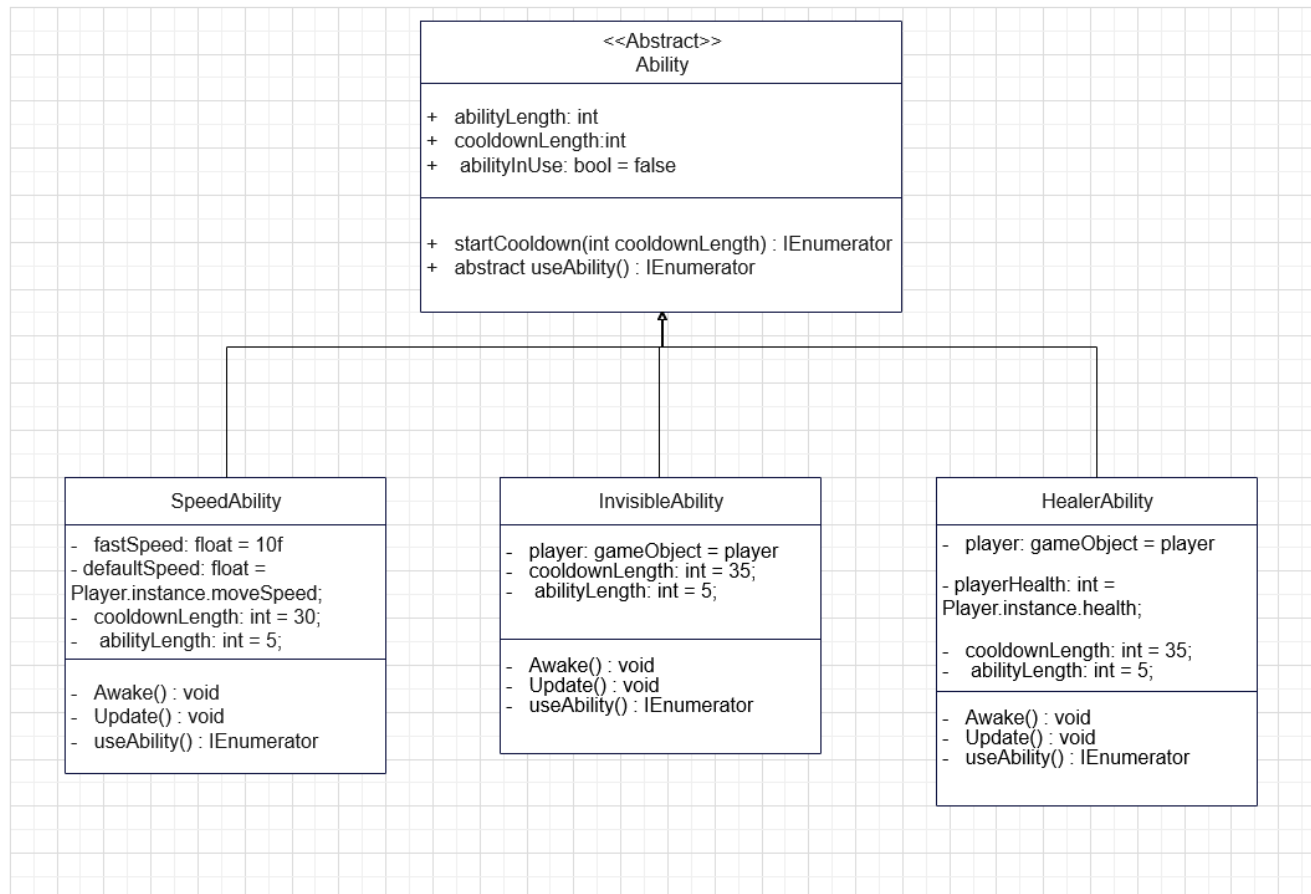 <<Abstract>>
Ability
+ abilityLength: int
+ cooldownLength:int
+ abilityInUse: bool = false
+ startCooldown(int cooldownLength) : IEnumerator
+ abstract useAbility() : IEnumerator
SpeedAbility
- fastSpeed: float = 10f
- defaultSpeed: float =
Player.instance.moveSpeed;
- cooldownLength: int = 30;
- abilityLength: int = 5;
- Awake() : void
- Update() : void
- useAbility() : IEnumerator
InvisibleAbility
- player: gameObject = player
- cooldownLength: int = 35;
- abilityLength: int = 5;
- Awake() : void
- Update() : void
- useAbility() : IEnumerator
HealerAbility
- player: gameObject = player
- playerHealth: int =
Player.instance.health;
- cooldownLength: int = 35;
- abilityLength: int = 5;
- Awake() : void
- Update() : void
- useAbility() : IEnumerator